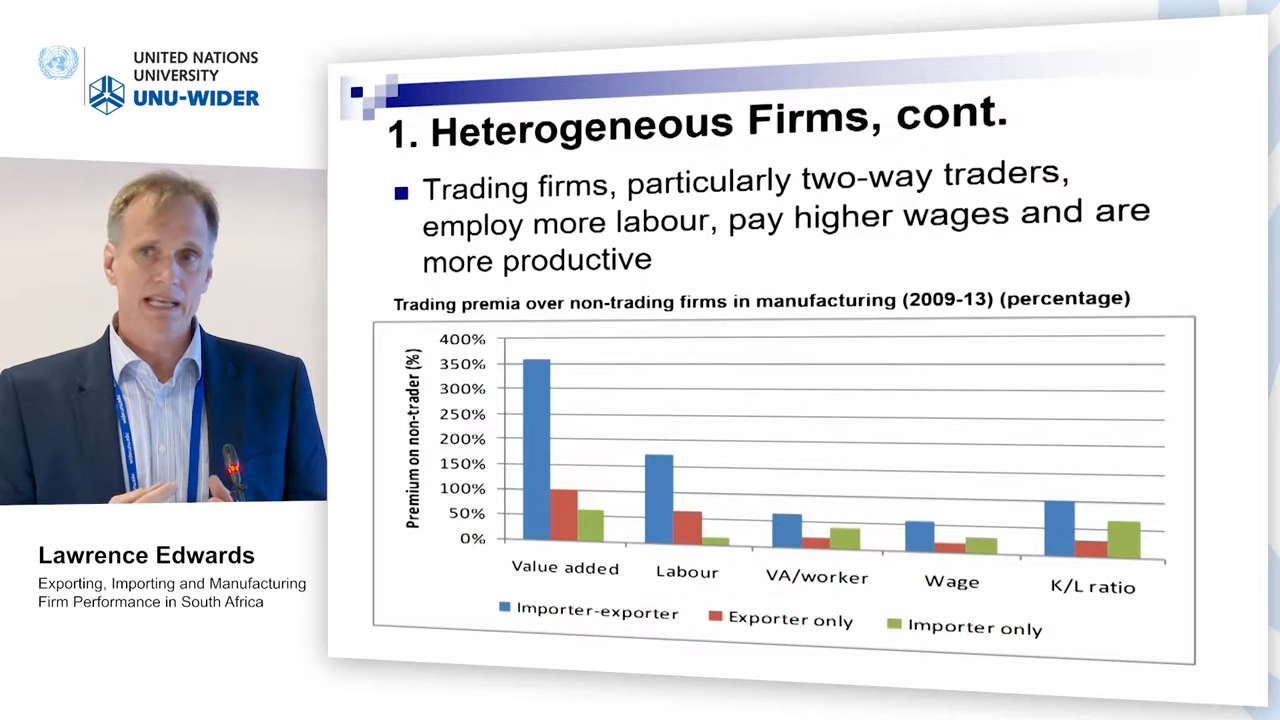 UNITED NATIONS
UNIVERSITY
UNU-WIDER
1. Heterogeneous Firms, cont.
Trading firms, particularly two-way traders,
employ more labour, pay higher wages and are
more productive
Trading premia over non-trading firms in manufacturing (2009-13) (percentage)
Premium on non-trader (%)
400%
350%
300%
250%
200%
150%
100%
50%
0%
Value added
Labour
VA/worker
Wage
K/L ratio
Importer-exporter
Exporter only
Importer only
Lawrence Edwards
Exporting, Importing and Manufacturing
Firm Performance in South Africa